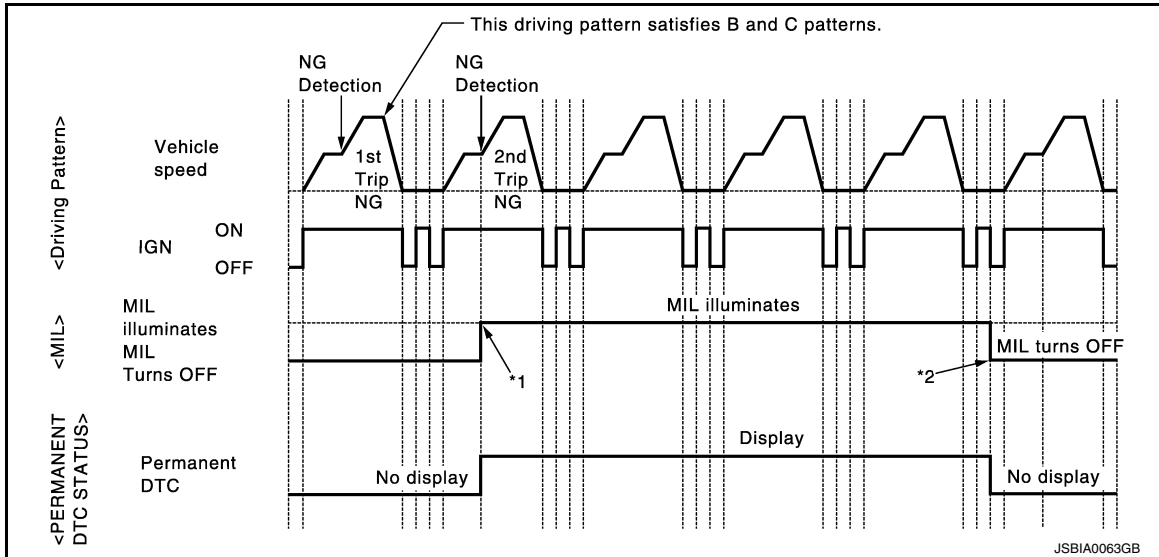 This driving pattern satisfies B and C patterns.
NG
Detection
NG
Detection
<Driving Pattern>
Vehicle
speed
1st
Trip
NG
2nd
Trip
NG
IGN
ON
OFF
<MIL>
MIL
illuminates
MIL
Turns OFF
MIL illuminates
*1
*2
MIL turns OFF
<PERMANENT
DTC STATUS>
Permanent
DTC
No display
Display
No display
JSBIA0063GB